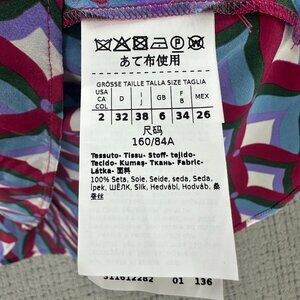 あて布使用
GRÖSSE TAILLE TALLA SIZE TAGLIA
USA CA CO D I J GB F B MEX
2 32 38 6 34 26
尺码
160/84A
Tessuto- Tissu- Stoff- tejido-
Tecido- Kumaş- Ткань- Fabric-
Látka- 面料
100% Seta, Soie, Seide, seda, Seda,
İpek, ШЁЛК, Silk, Hedvábí, Hodváb, 桑
蚕丝
311612282 01 136